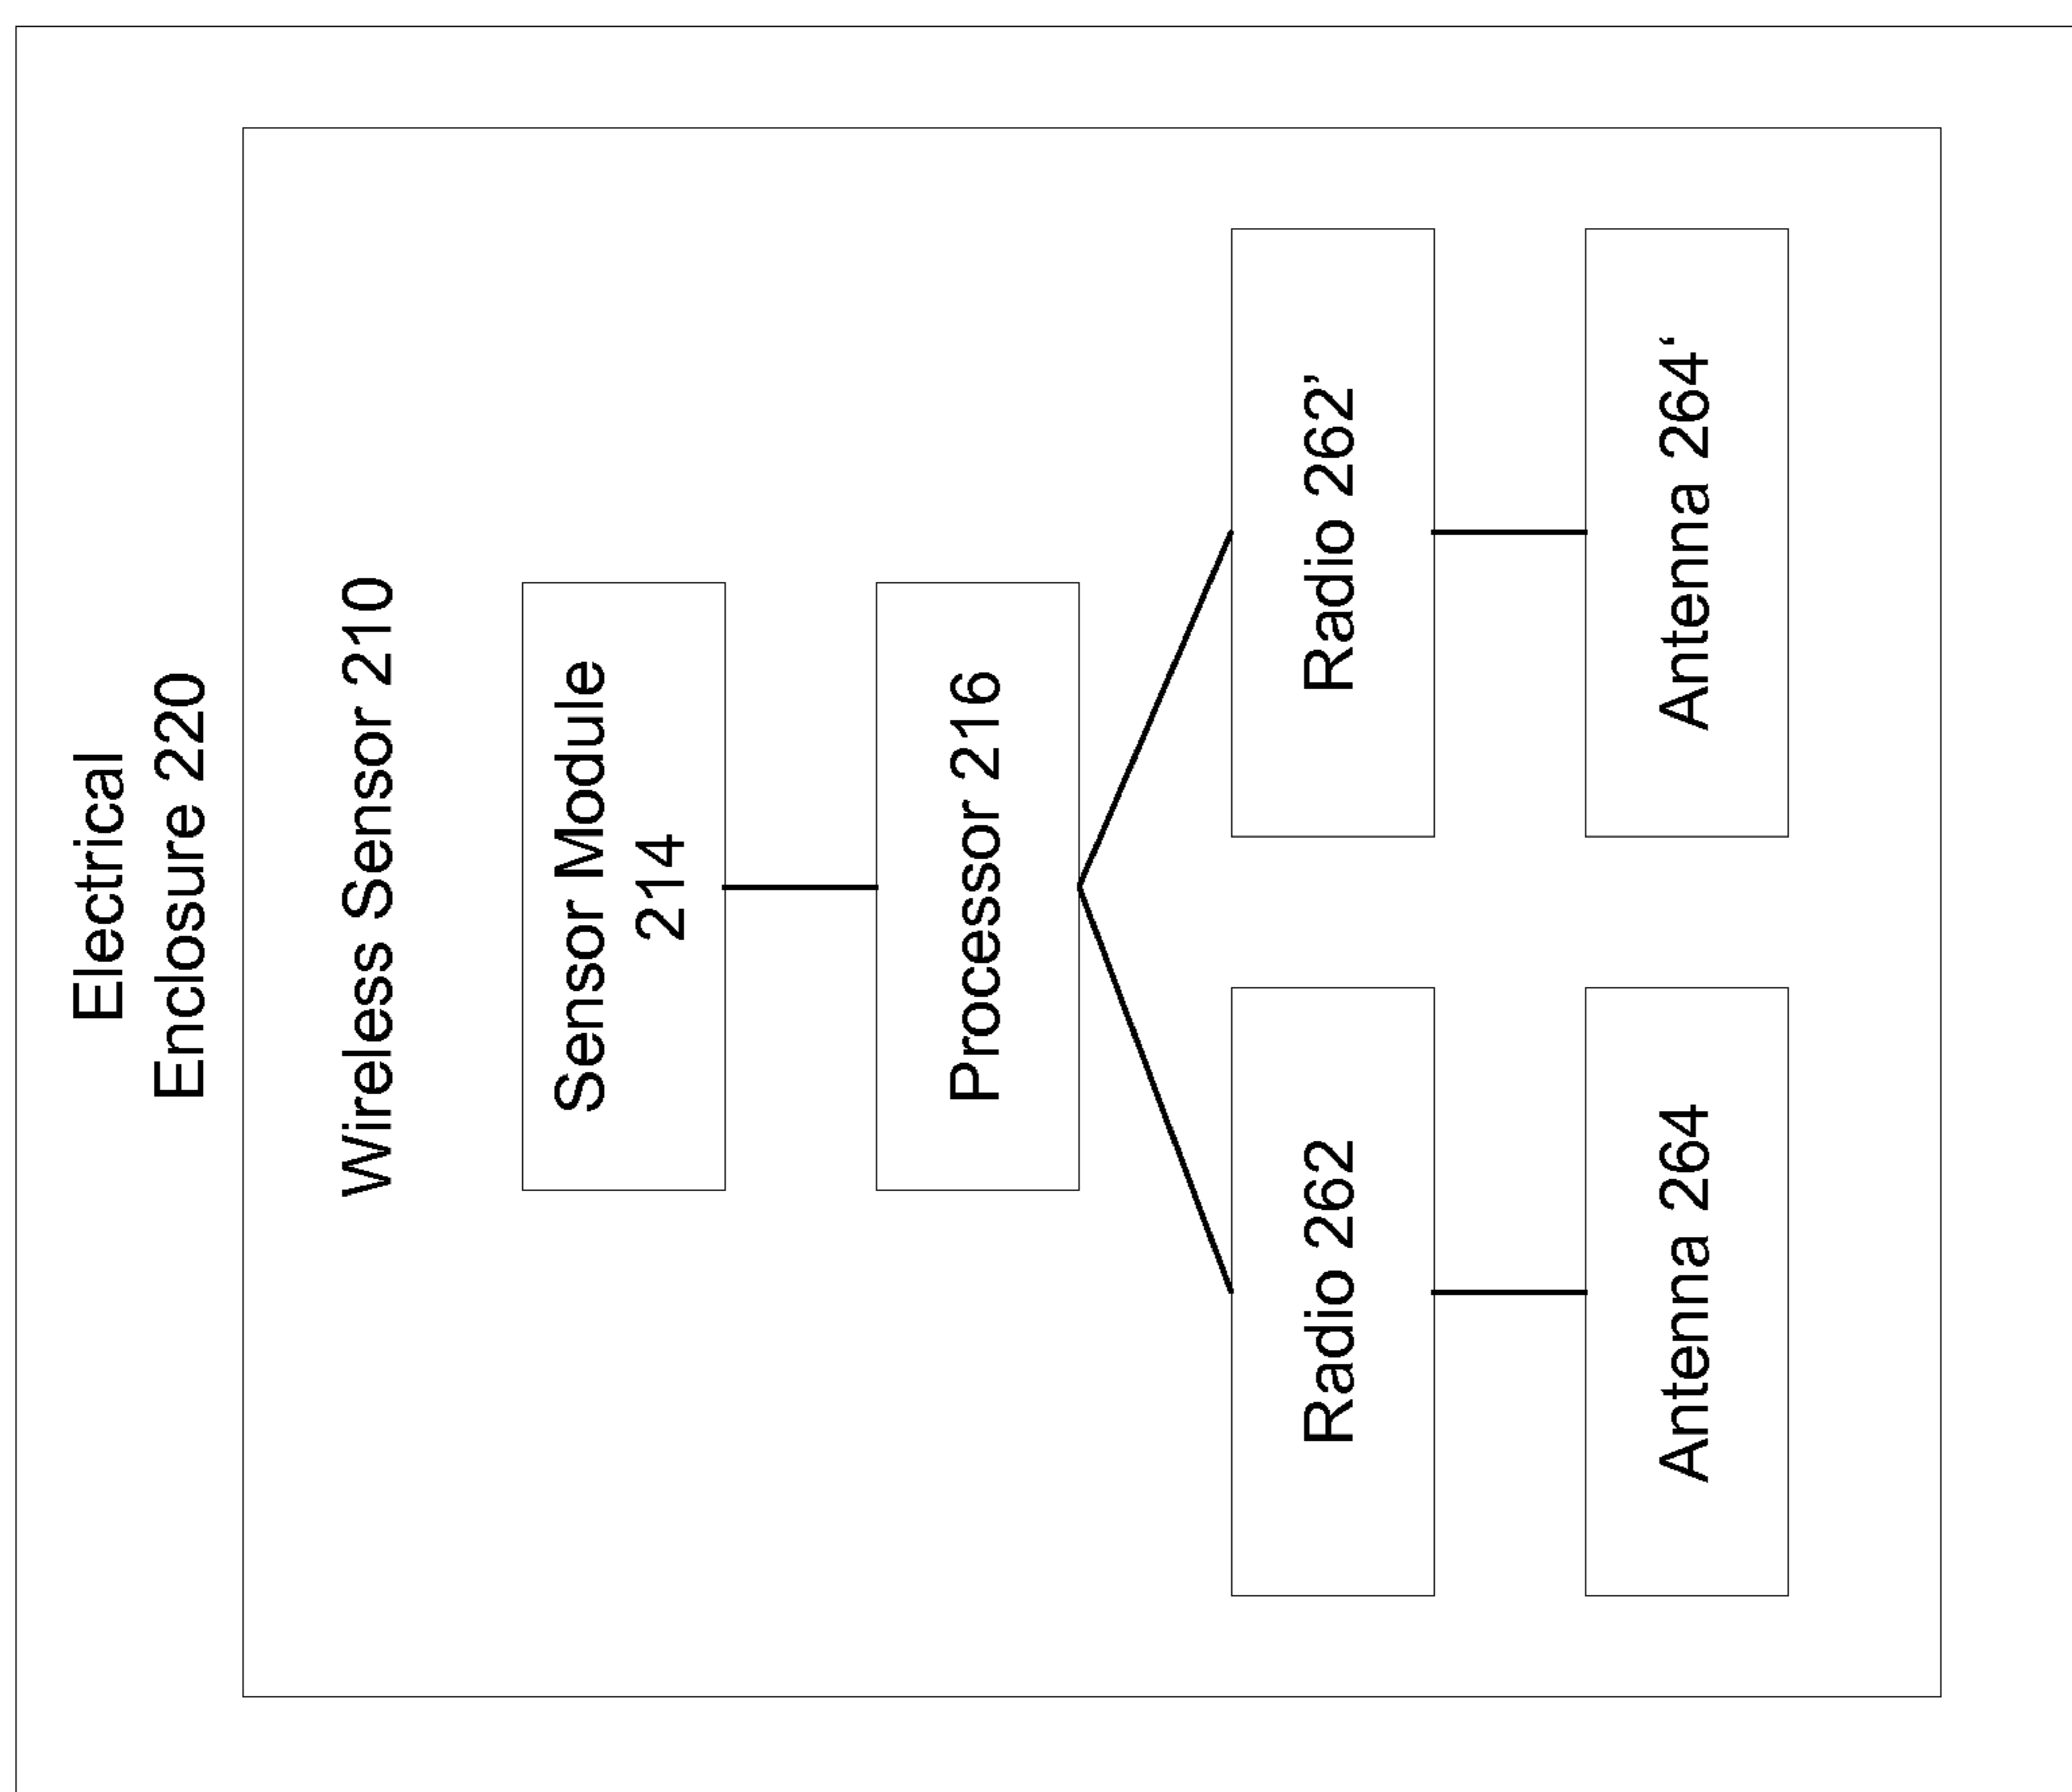 Electrical
Enclosure 220
Wireless Sensor 210
Sensor Module
214
Processor 216
Radio 262
Radio 262’
Antenna 264
Antenna 264‘